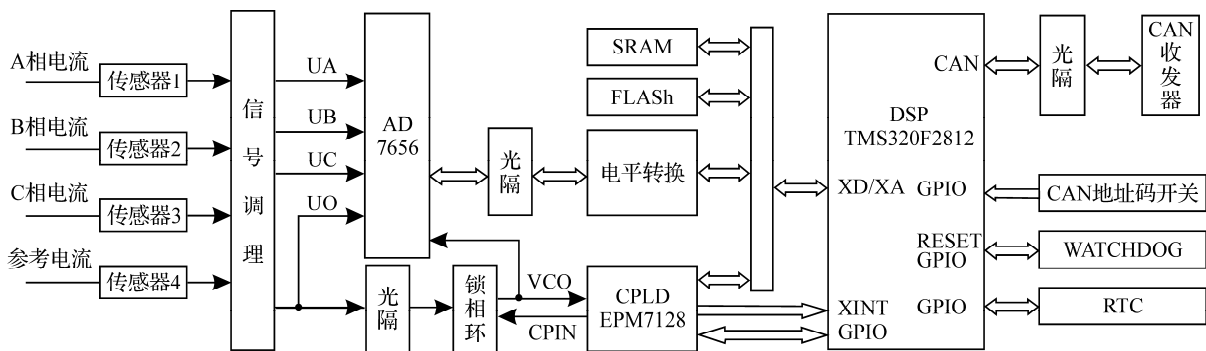 A相电流
传感器1
B相电流
传感器2
C相电流
传感器3
参考电流
传感器4
信号调理
UA
UB
UC
UO
AD
7656
光隔
光隔
锁相环
VCO
CPIN
SRAM
FLASh
电平转换
CPLD
EPM7128
DSP
TMS320F2812
CAN
XD/XA
GPIO
RESET
GPIO
XINT
GPIO
GPIO
光隔
CAN
收发器
CAN地址码开关
WATCHDOG
RTC